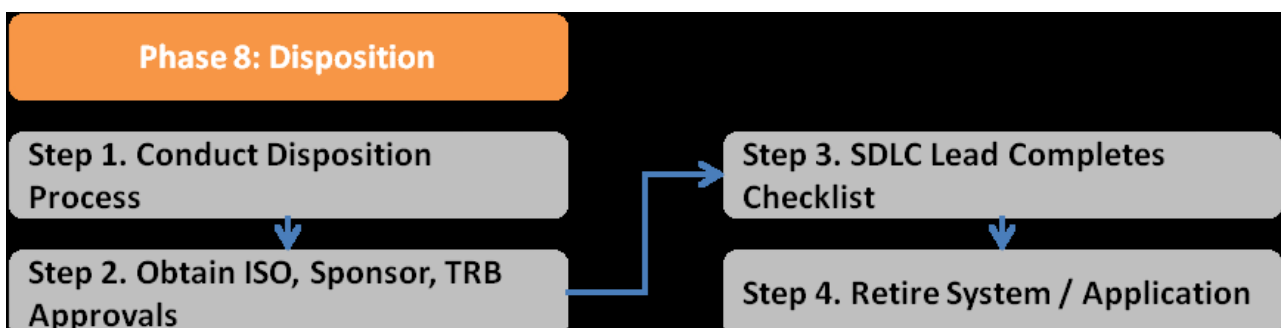 Phase 8: Disposition
Step 1. Conduct Disposition
Process
Step 2. Obtain ISO, Sponsor, TRB
Approvals
Step 3. SDLC Lead Completes
Checklist
Step 4. Retire System / Application